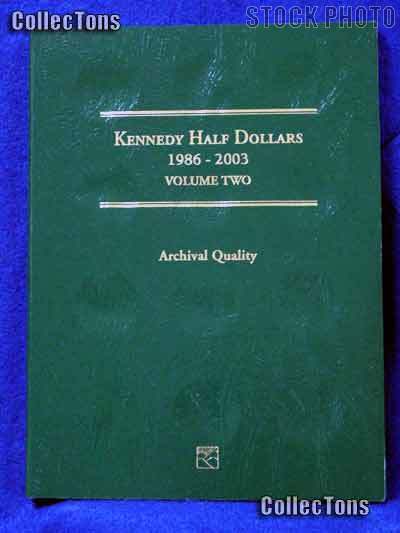 CollecTons
STOCK PHOTO
KENNEDY HALF DOLLARS
1986 - 2003
VOLUME TWO
Archival Quality
CollecTons